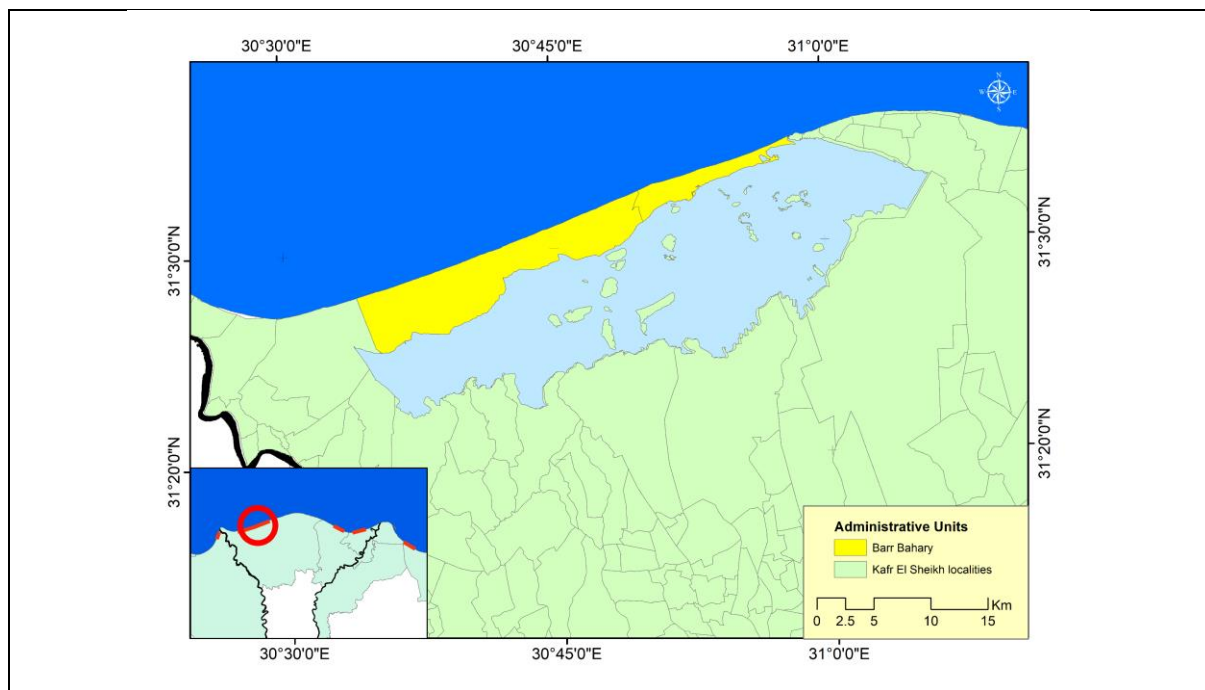 30°30'0"E 30°45'0"E 31°0'0"E
N
W E
S
31°30'0"N
31°30'0"N
31°20'0"N
31°20'0"N
Administrative Units
Barr Bahary
Kafr El Sheikh localities
Km
0 2.5 5 10 15
30°30'0"E 30°45'0"E 31°0'0"E